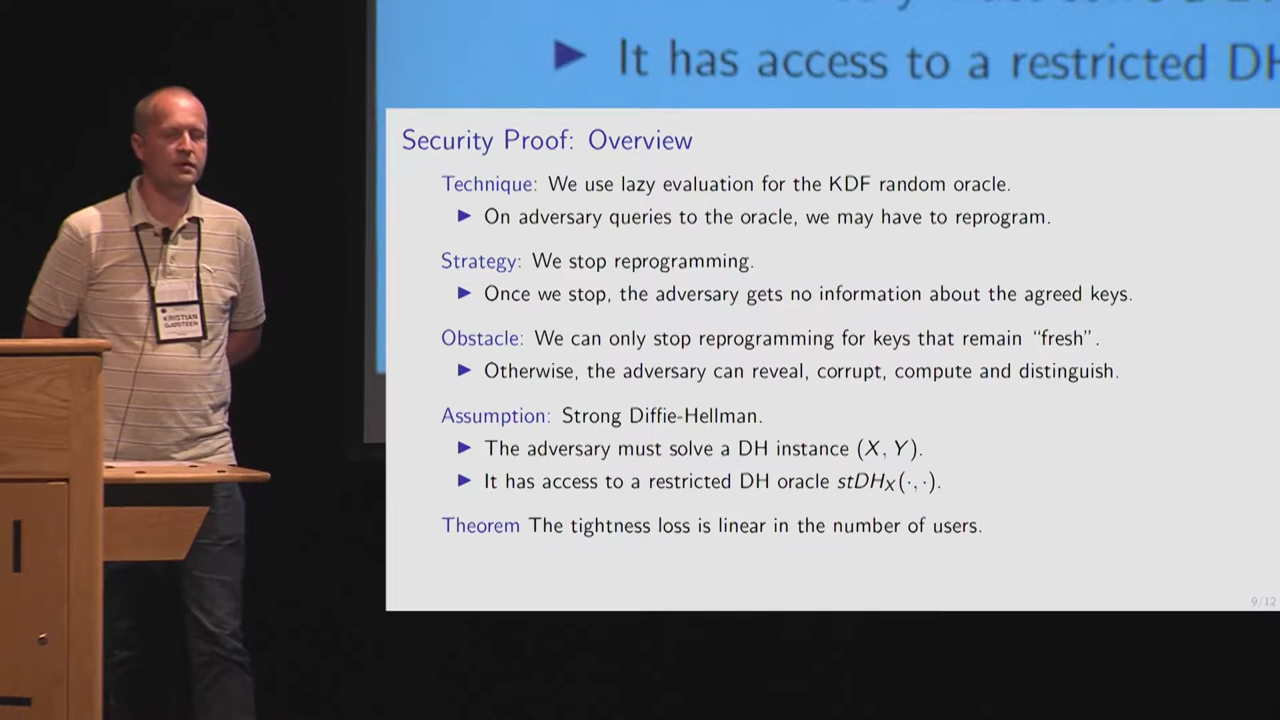 It has access to a restricted DH
Security Proof: Overview
Technique: We use lazy evaluation for the KDF random oracle.
▶ On adversary queries to the oracle, we may have to reprogram.
Strategy: We stop reprogramming.
▶ Once we stop, the adversary gets no information about the agreed keys.
Obstacle: We can only stop reprogramming for keys that remain “fresh”.
▶ Otherwise, the adversary can reveal, corrupt, compute and distinguish.
Assumption: Strong Diffie-Hellman.
▶ The adversary must solve a DH instance (X, Y).
▶ It has access to a restricted DH oracle stDH_X(·,·).
Theorem The tightness loss is linear in the number of users.
9/12
KRISTIAN
GJØSTEEN